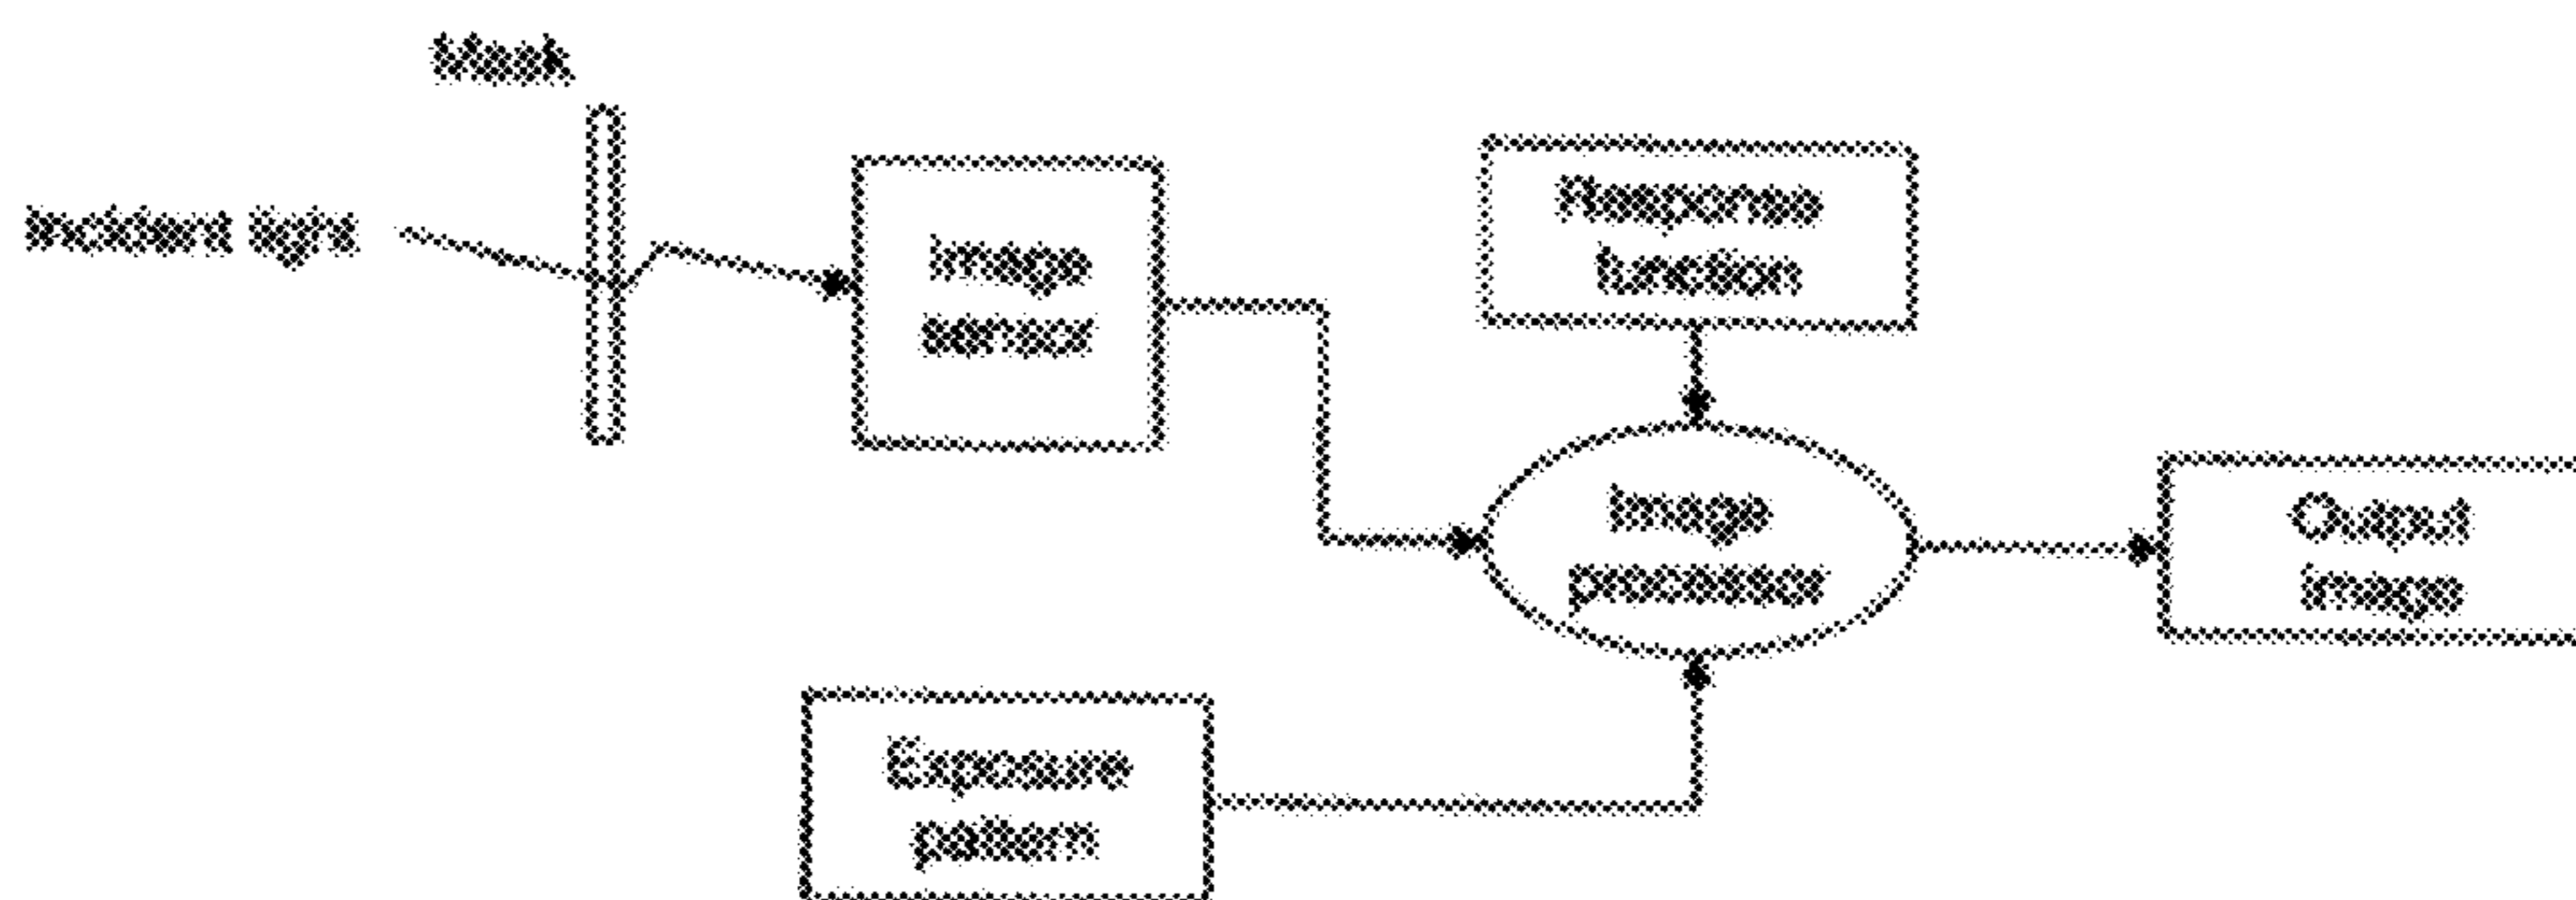 Mask
Incident light
Image
sensor
Response
function
Image
processor
Output
image
Exposure
pattern